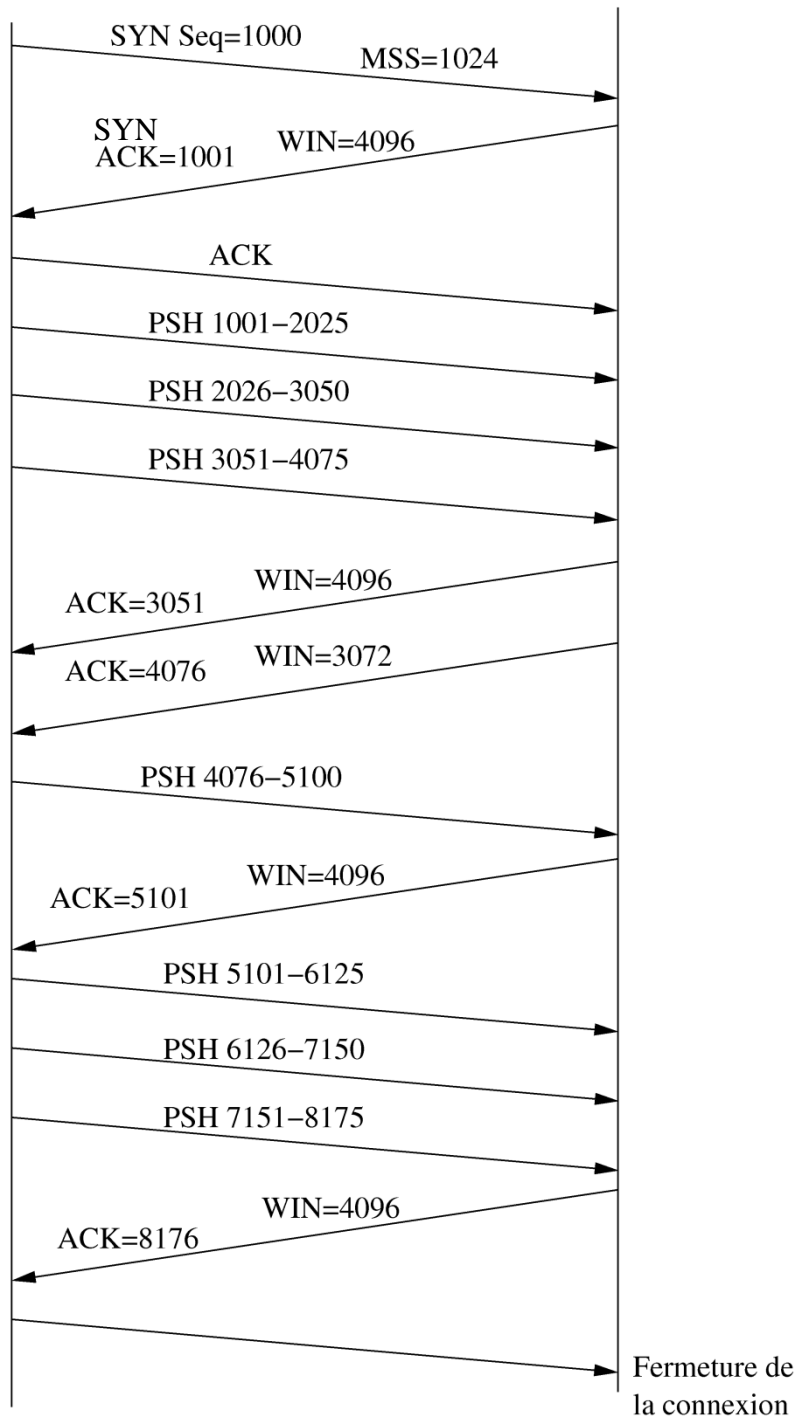 SYN Seq=1000
MSS=1024
SYN
WIN=4096
ACK=1001
ACK
PSH 1001−2025
PSH 2026−3050
PSH 3051−4075
WIN=4096
ACK=3051
WIN=3072
ACK=4076
PSH 4076−5100
WIN=4096
ACK=5101
PSH 5101−6125
PSH 6126−7150
PSH 7151−8175
WIN=4096
ACK=8176
Fermeture de
la connexion